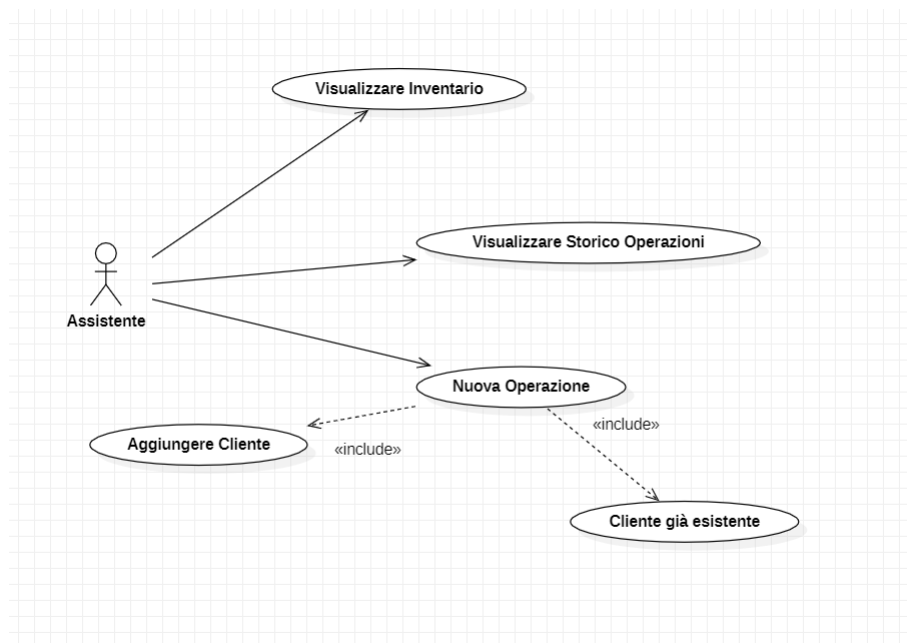 Visualizzare Inventario
Visualizzare Storico Operazioni
Assistente
Nuova Operazione
«include»
Aggiungere Cliente
«include»
Cliente già esistente